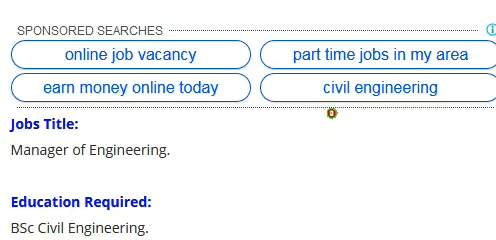 SPONSORED SEARCHES
online job vacancy
part time jobs in my area
earn money online today
civil engineering
Jobs Title:
Manager of Engineering.
Education Required:
BSc Civil Engineering.